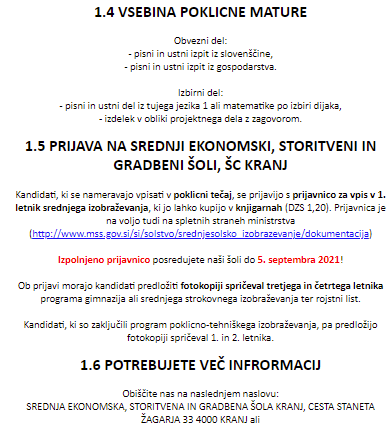 1.4 VSEBINA POKLICNE MATURE
Obvezni del:
- pisni in ustni izpit iz slovenščine,
- pisni in ustni izpit iz gospodarstva.
Izbirni del:
- pisni in ustni del iz tujega jezika 1 ali matematike po izbiri dijaka,
- izdelek v obliki projektnega dela z zagovorom.
1.5 PRIJAVA NA SREDNJI EKONOMSKI, STORITVENI IN
GRADBENI ŠOLI, ŠC KRANJ
Kandidati, ki se nameravajo vpisati v poklicni tečaj, se prijavijo s prijavnico za vpis v 1.
letnik srednjega izobraževanja, ki jo lahko kupijo v knjigarnah (DZS 1,20). Prijavnica je
na voljo tudi na spletnih straneh ministrstva
(http://www.mss.gov.si/si/solstvo/srednjesolsko_izobrazevanje/dokumentacija)
Izpolnjeno prijavnico posredujete naši šoli do 5. septembra 2021!
Ob prijavi morajo kandidati predložiti fotokopiji spričeval tretjega in četrtega letnika
programa gimnazija ali srednjega strokovnega izobraževanja ter rojstni list.
Kandidati, ki so zaključili program poklicno-tehniškega izobraževanja, pa predložijo
fotokopiji spričeval 1. in 2. letnika.
1.6 POTREBUJETE VEČ INFRORMACIJ
Obiščite nas na naslednjem naslovu:
SREDNJA EKONOMSKA, STORITVENA IN GRADBENA ŠOLA KRANJ, CESTA STANETA
ŽAGARJA 33 4000 KRANJ ali